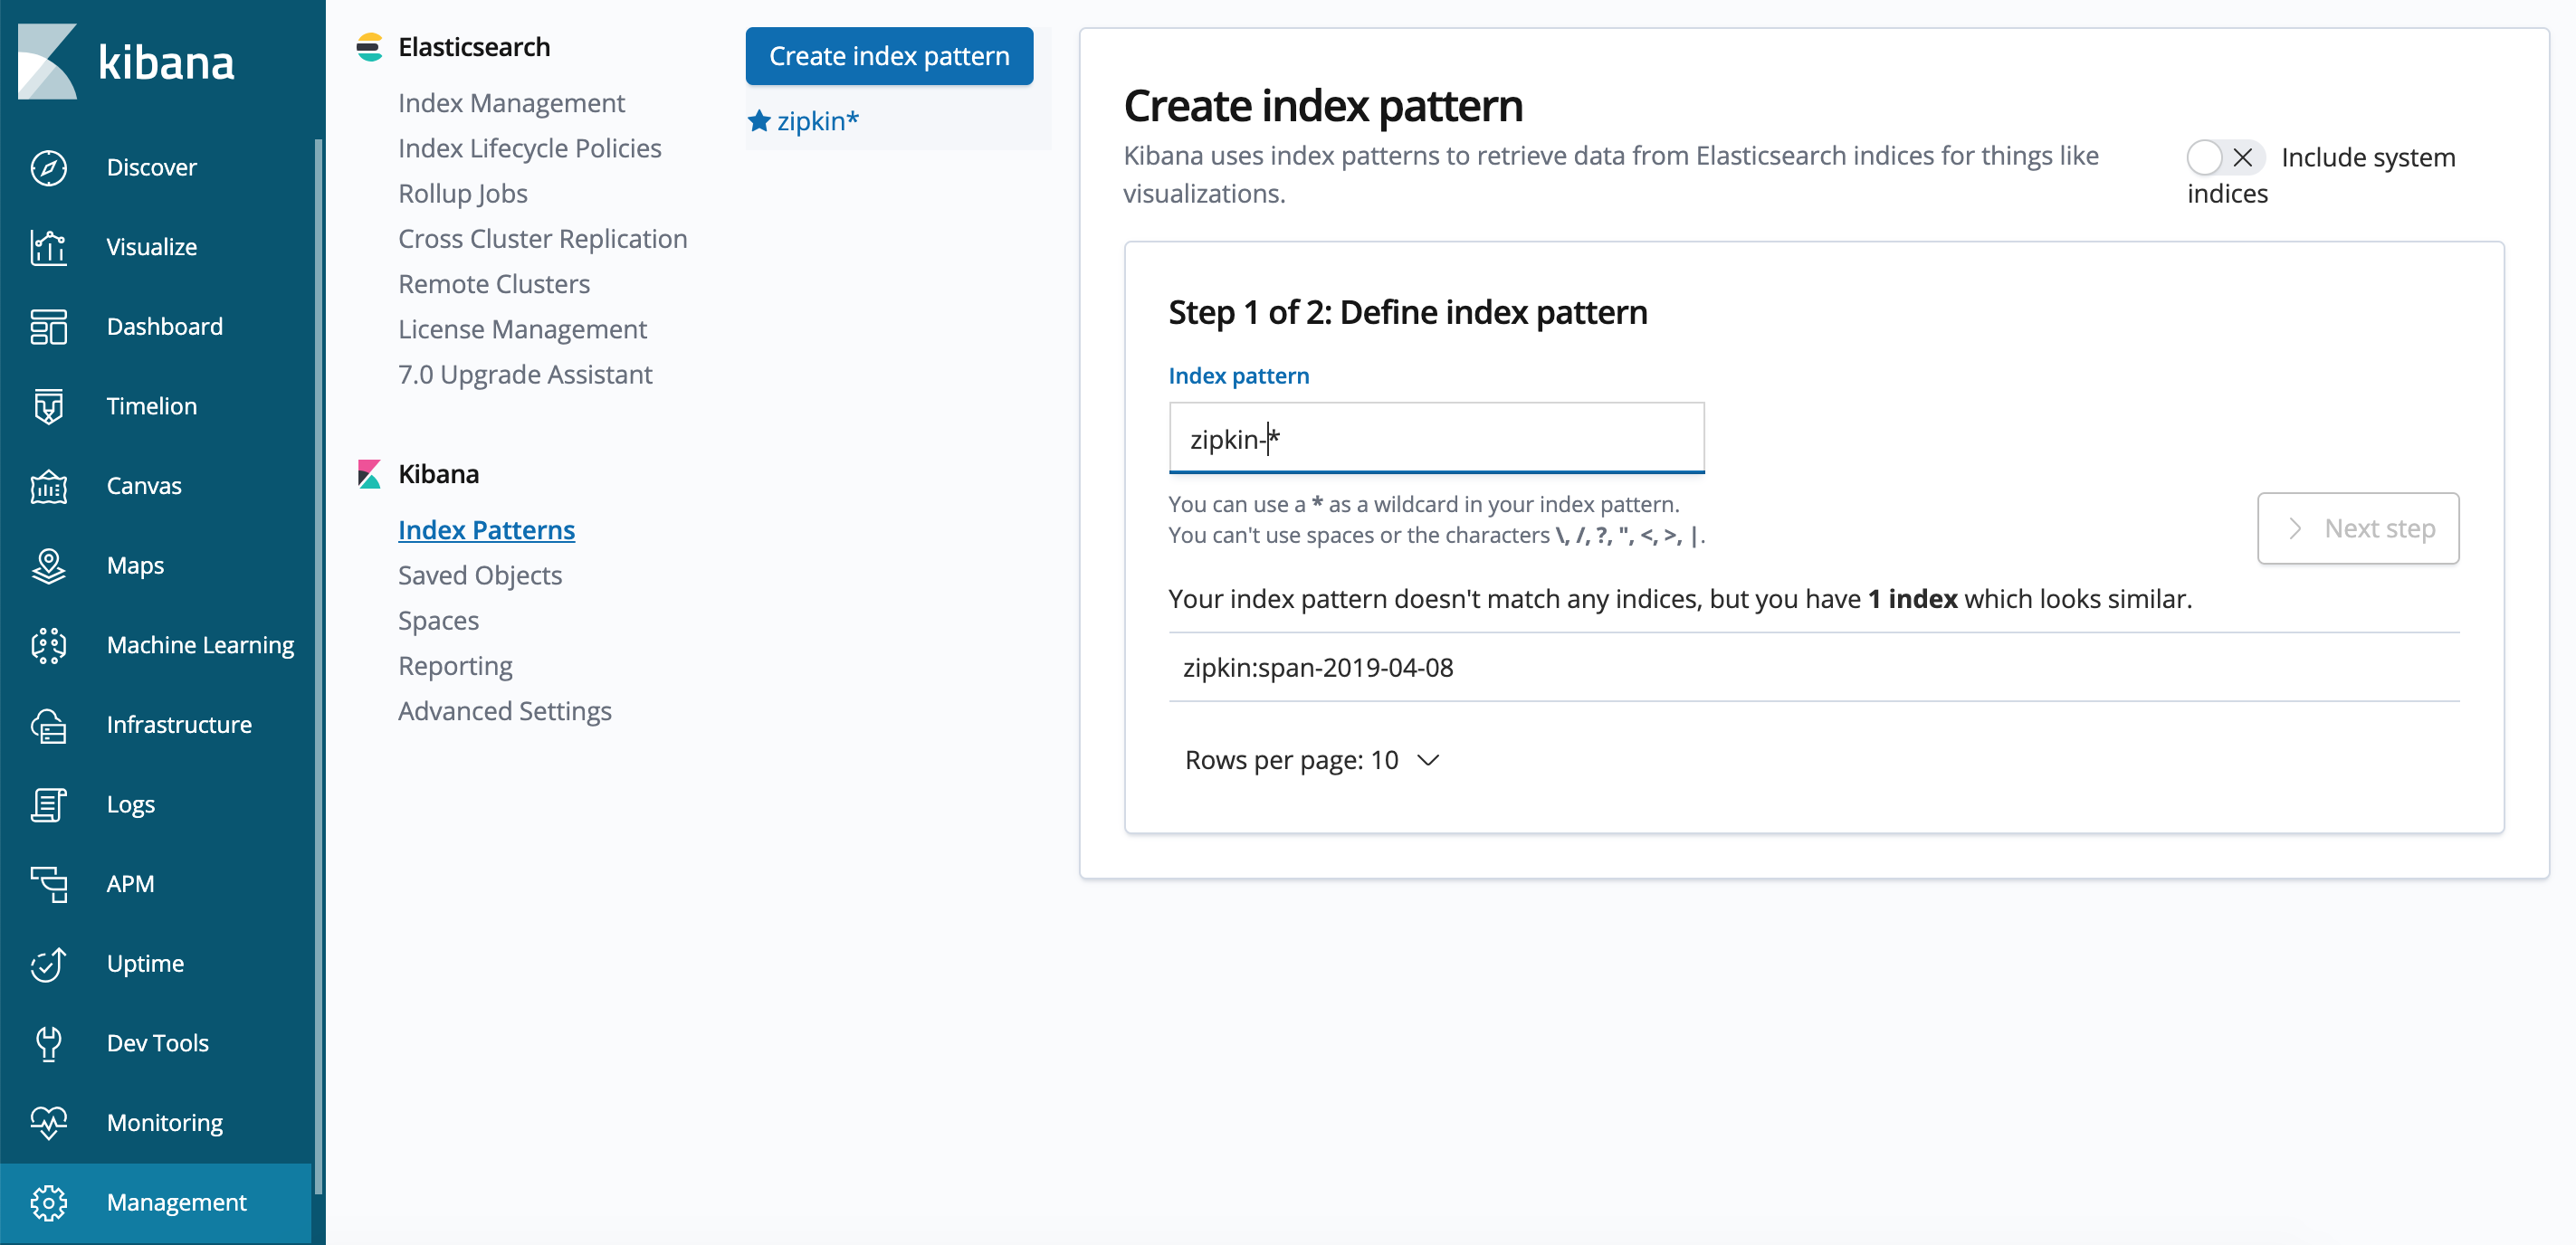 kibana
Discover
Visualize
Dashboard
Timelion
Canvas
Maps
Machine Learning
Infrastructure
Logs
APM
Uptime
Dev Tools
Monitoring
Management
Elasticsearch
Index Management
Index Lifecycle Policies
Rollup Jobs
Cross Cluster Replication
Remote Clusters
License Management
7.0 Upgrade Assistant
Kibana
Index Patterns
Saved Objects
Spaces
Reporting
Advanced Settings
Create index pattern
zipkin*
Create index pattern
Kibana uses index patterns to retrieve data from Elasticsearch indices for things like
visualizations.
Include system
indices
Step 1 of 2: Define index pattern
Index pattern
zipkin-*
You can use a * as a wildcard in your index pattern.
You can't use spaces or the characters \, /, ?, ", <, >, |.
Next step
Your index pattern doesn't match any indices, but you have 1 index which looks similar.
zipkin:span-2019-04-08
Rows per page: 10